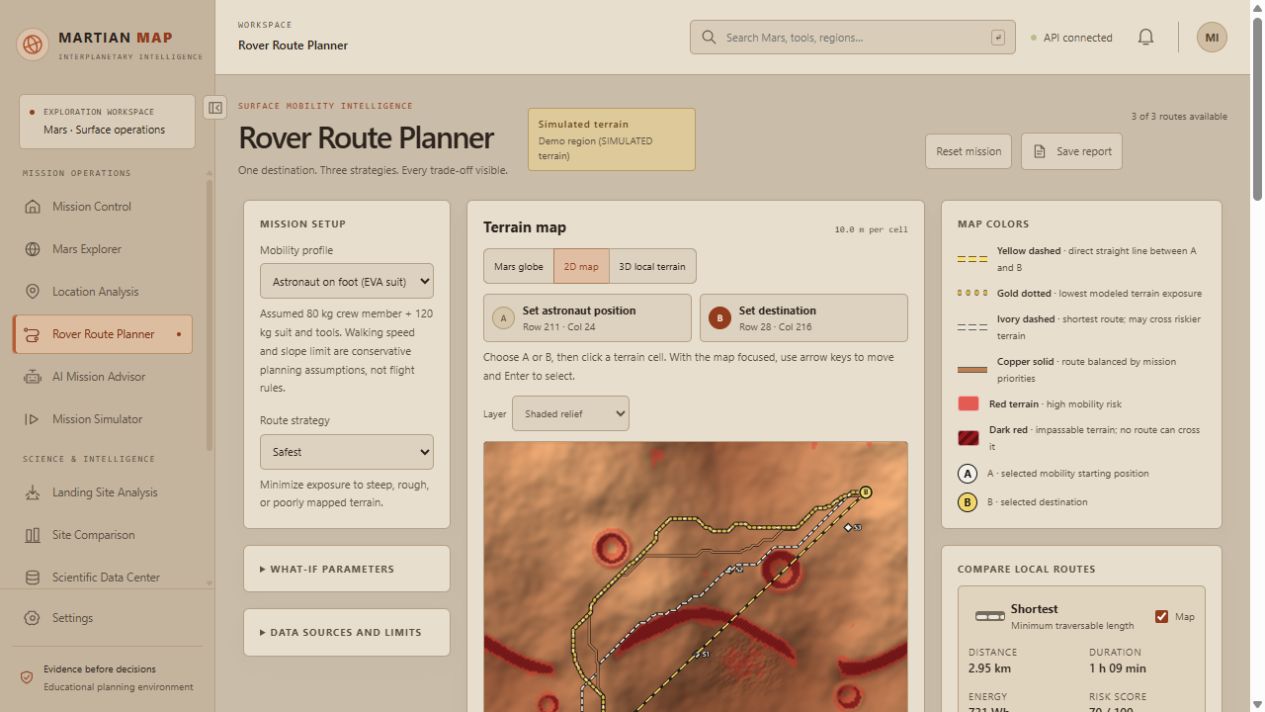 MARTIAN MAP
INTERPLANETARY INTELLIGENCE
EXPLORATION WORKSPACE
Mars · Surface operations
MISSION OPERATIONS
Mission Control
Mars Explorer
Location Analysis
Rover Route Planner
AI Mission Advisor
Mission Simulator
SCIENCE & INTELLIGENCE
Landing Site Analysis
Site Comparison
Scientific Data Center
Settings
Evidence before decisions
Educational planning environment
WORKSPACE
Rover Route Planner
Search Mars, tools, regions...
API connected
MI
SURFACE MOBILITY INTELLIGENCE
Rover Route Planner
One destination. Three strategies. Every trade-off visible.
Simulated terrain
Demo region (SIMULATED
terrain)
3 of 3 routes available
Reset mission
Save report
MISSION SETUP
Mobility profile
Astronaut on foot (EVA suit)
Assumed 80 kg crew member + 120
kg suit and tools. Walking speed
and slope limit are conservative
planning assumptions, not flight
rules.
Route strategy
Safest
Minimize exposure to steep, rough,
or poorly mapped terrain.
WHAT-IF PARAMETERS
DATA SOURCES AND LIMITS
Terrain map
10.0 m per cell
Mars globe
2D map
3D local terrain
A
Set astronaut position
Row 211 · Col 24
B
Set destination
Row 28 · Col 216
Choose A or B, then click a terrain cell. With the map focused, use arrow keys to move
and Enter to select.
Layer
Shaded relief
B
S3
S1
MAP COLORS
Yellow dashed · direct straight line between A
and B
Gold dotted · lowest modeled terrain exposure
Ivory dashed · shortest route; may cross riskier
terrain
Copper solid · route balanced by mission
priorities
Red terrain · high mobility risk
Dark red · impassable terrain; no route can cross
it
A
A · selected mobility starting position
B
B · selected destination
COMPARE LOCAL ROUTES
Shortest
Minimum traversable length
Map
DISTANCE
2.95 km
DURATION
1 h 09 min
ENERGY
RISK SCORE